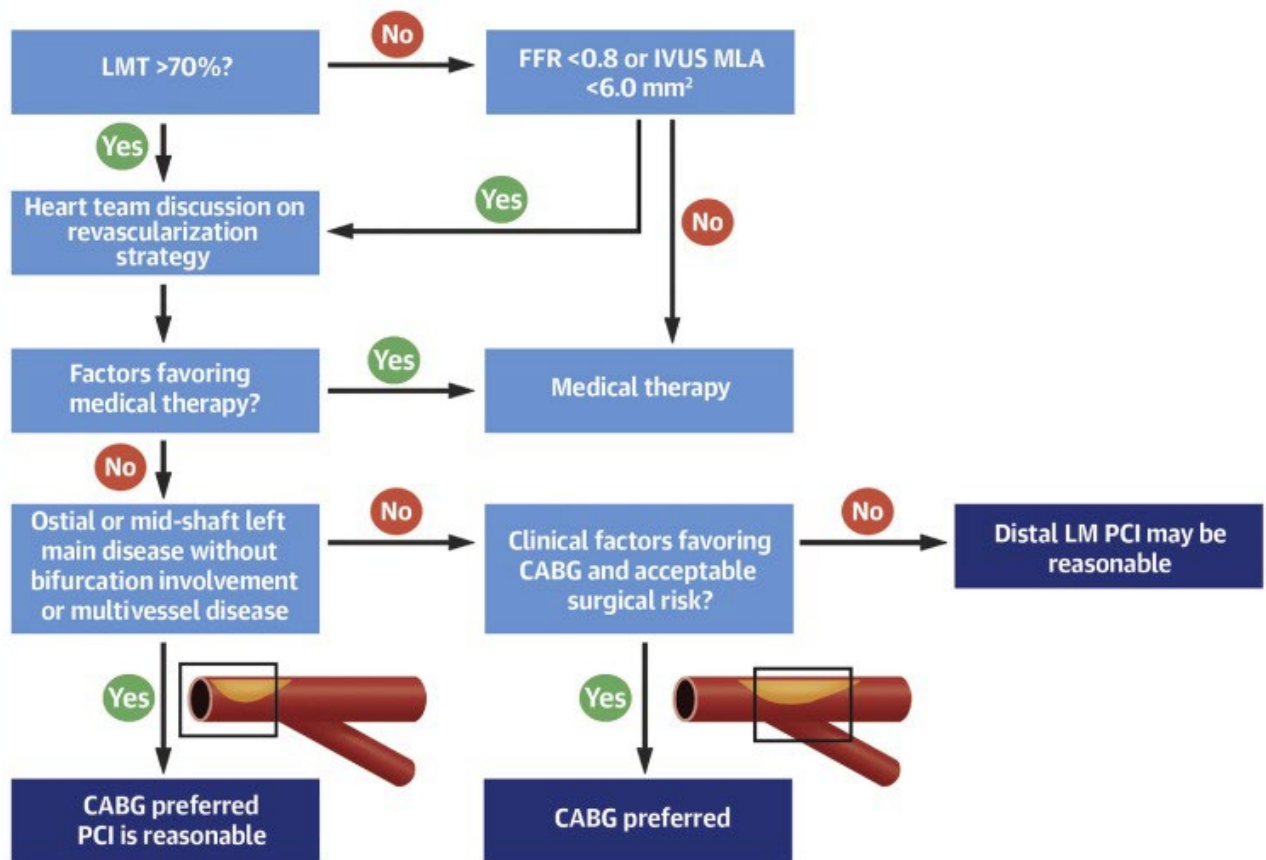 LMT >70%?
No
FFR <0.8 or IVUS MLA
<6.0 mm²
Yes
Heart team discussion on
revascularization
strategy
Yes
No
Factors favoring
medical therapy?
Yes
Medical therapy
No
Ostial or mid-shaft left
main disease without
bifurcation involvement
or multivessel disease
No
Clinical factors favoring
CABG and acceptable
surgical risk?
No
Distal LM PCI may be
reasonable
Yes
Yes
CABG preferred
PCI is reasonable
CABG preferred